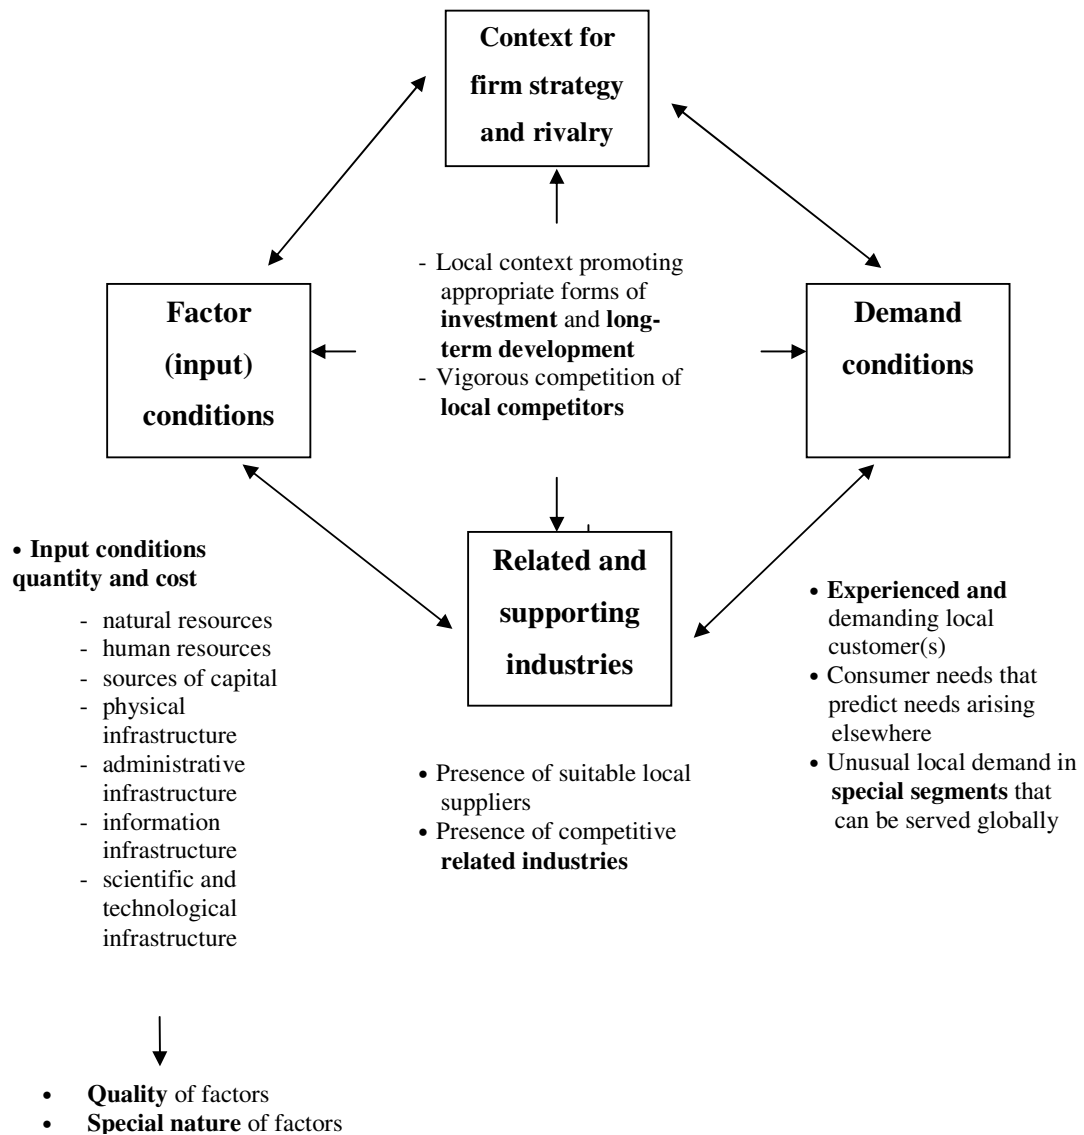 Context for
firm strategy
and rivalry
- Local context promoting
appropriate forms of
investment and long-
term development
- Vigorous competition of
local competitors
Factor
(input)
conditions
Demand
conditions
Related and
supporting
industries
• Input conditions
quantity and cost
- natural resources
- human resources
- sources of capital
- physical
infrastructure
- administrative
infrastructure
- information
infrastructure
- scientific and
technological
infrastructure
• Presence of suitable local
suppliers
• Presence of competitive
related industries
• Experienced and
demanding local
customer(s)
• Consumer needs that
predict needs arising
elsewhere
• Unusual local demand in
special segments that
can be served globally
• Quality of factors
• Special nature of factors